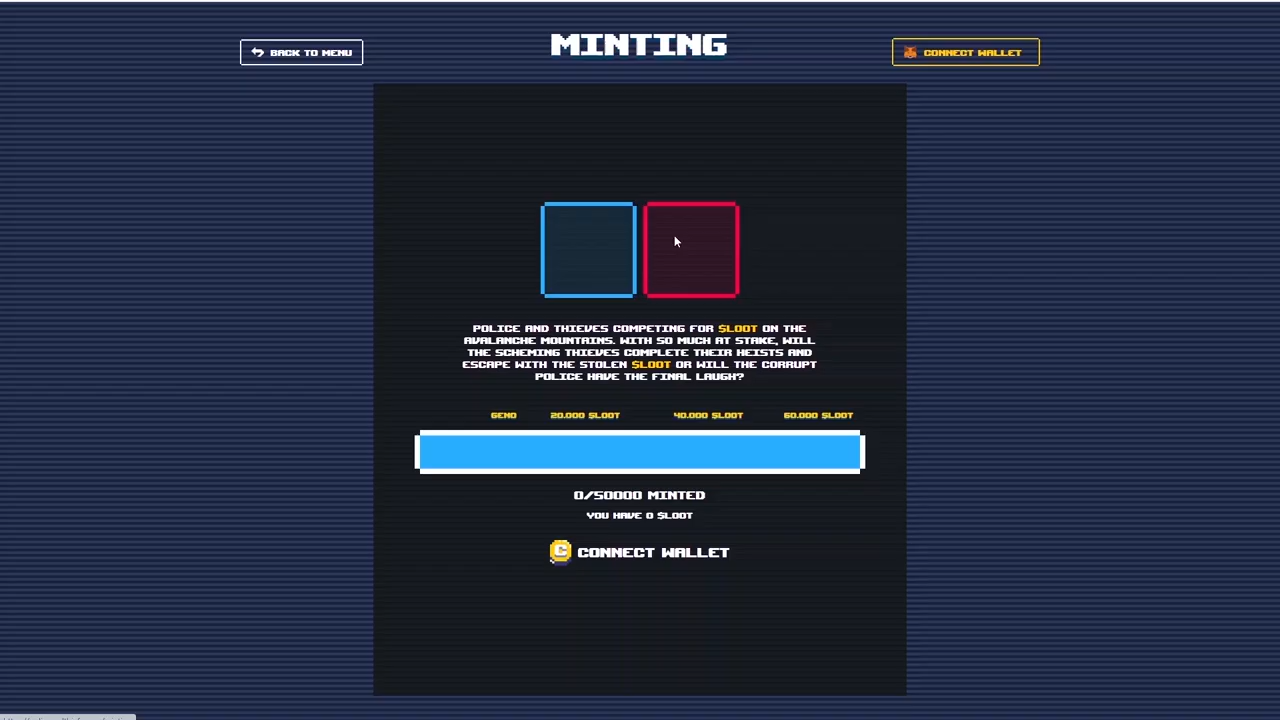 MINTING
BACK TO MENU
CONNECT WALLET
POLICE AND THIEVES COMPETING FOR $LOOT ON THE
AVALANCHE MOUNTAINS. WITH SO MUCH AT STAKE, WILL
THE SCHEMING THIEVES COMPLETE THEIR HEISTS AND
ESCAPE WITH THE STOLEN $LOOT OR WILL THE CORRUPT
POLICE HAVE THE FINAL LAUGH?
GEN0 20.000 $LOOT 40.000 $LOOT 60.000 $LOOT
0/50000 MINTED
YOU HAVE 0 $LOOT
C CONNECT WALLET